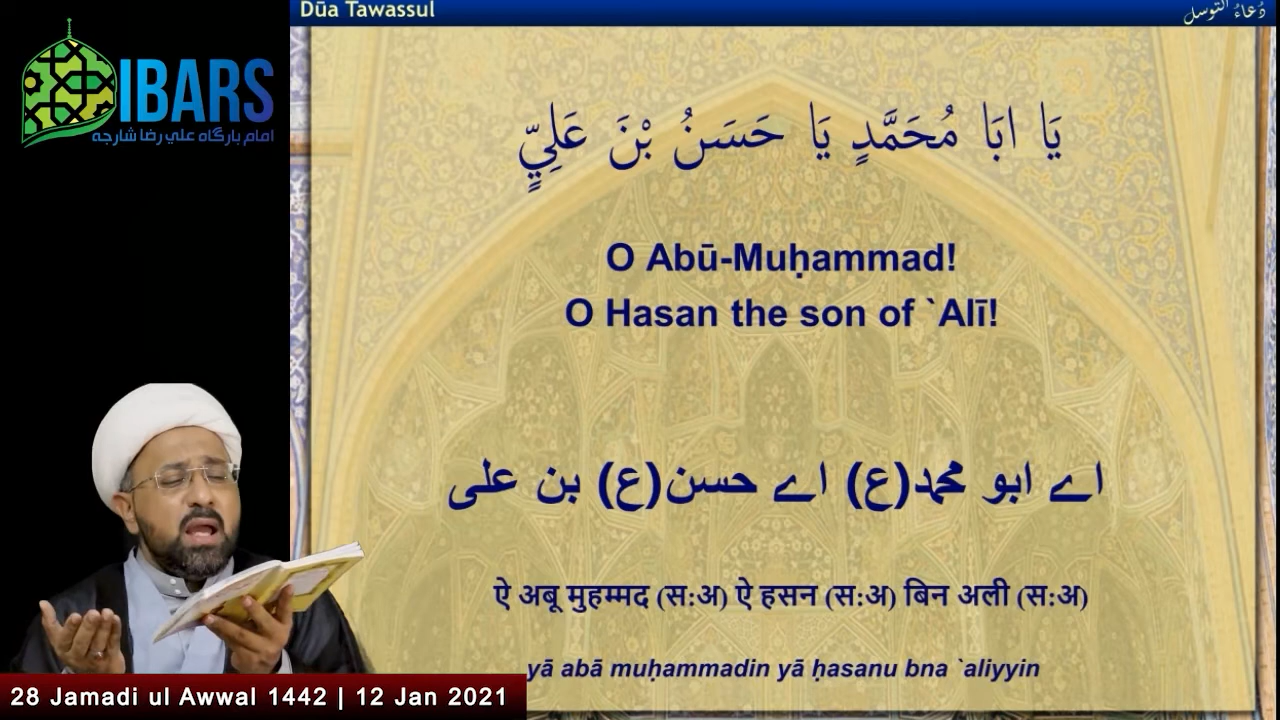 Dūa Tawassul
دُعاءُ التوسل
IBARS
امام بارگاه علي رضا شارجه
يَا ابَا مُحَمَّدٍ يَا حَسَنُ بْنَ عَلِيٍّ
O Abū-Muḥammad!
O Hasan the son of `Alī!
اے ابو محمد(ع) اے حسن(ع) بن علی
ऐ अबू मुहम्मद (स:अ) ऐ हसन (स:अ) बिन अली (स:अ)
yā abā muḥammadin yā ḥasanu bna `aliyyin
28 Jamadi ul Awwal 1442 | 12 Jan 2021